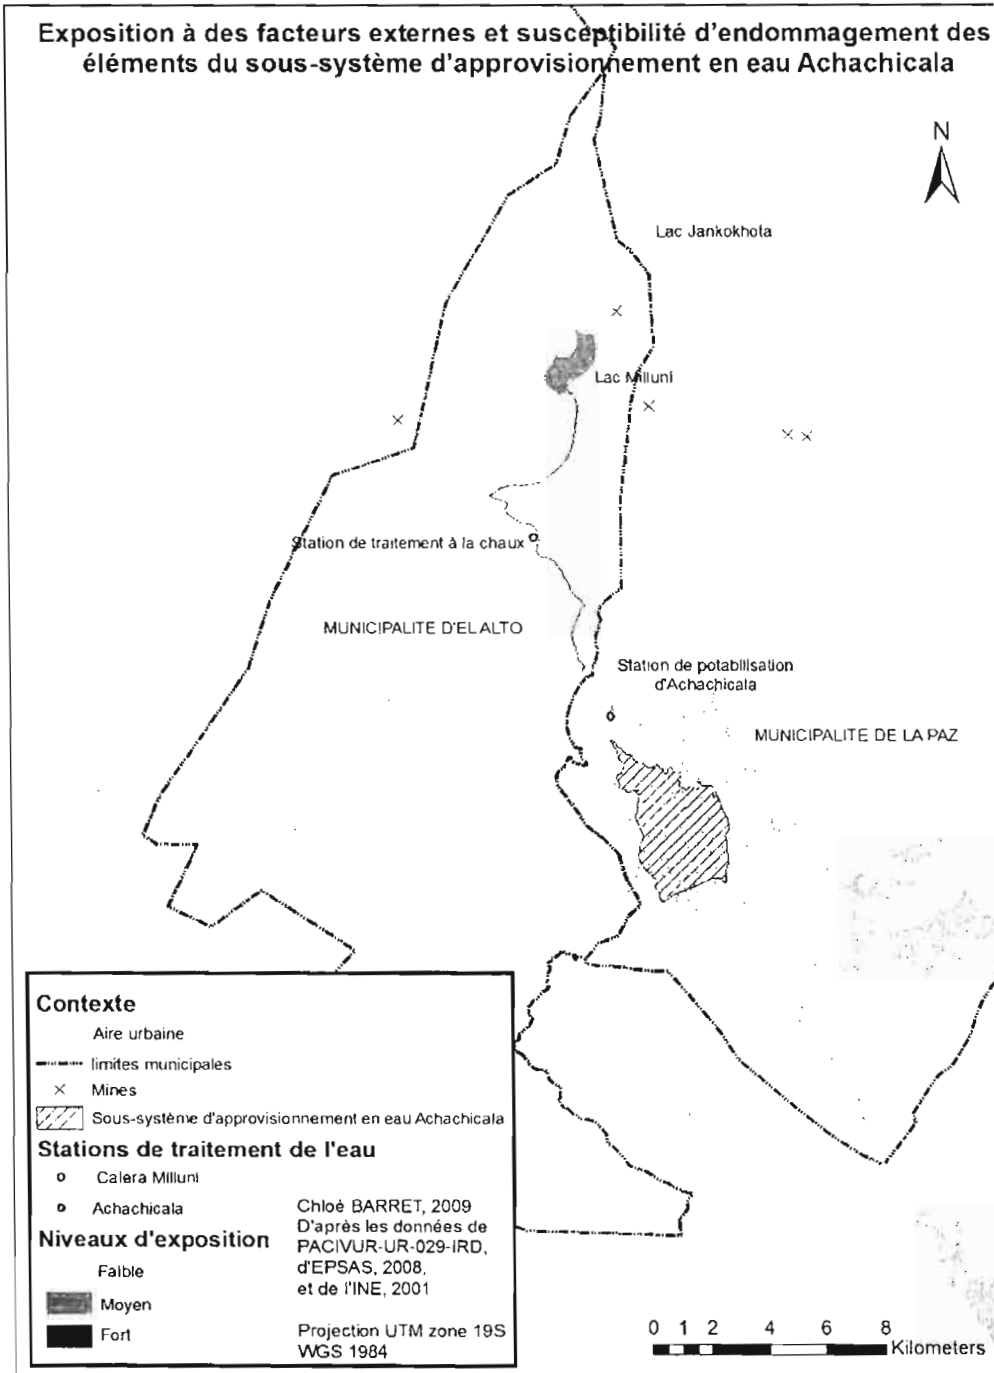 Exposition à des facteurs externes et susceptibilité d'endommagement des
éléments du sous-système d'approvisionnement en eau Achachicala
N
Lac Jankokhota
Lac Milluni
Station de traitement à la chaux
MUNICIPALITE D'EL ALTO
Station de potabilisation
d'Achachicala
MUNICIPALITE DE LA PAZ
Contexte
Aire urbaine
limites municipales
Mines
Sous-système d'approvisionnement en eau Achachicala
Stations de traitement de l'eau
Calera Milluni
Achachicala
Niveaux d'exposition
Faible
Moyen
Fort
Chloé BARRET, 2009
D'après les données de
PACIVUR-UR-029-IRD,
d'EPSAS, 2008,
et de l'INE, 2001
Projection UTM zone 19S
WGS 1984
0 1 2 4 6 8
Kilometers